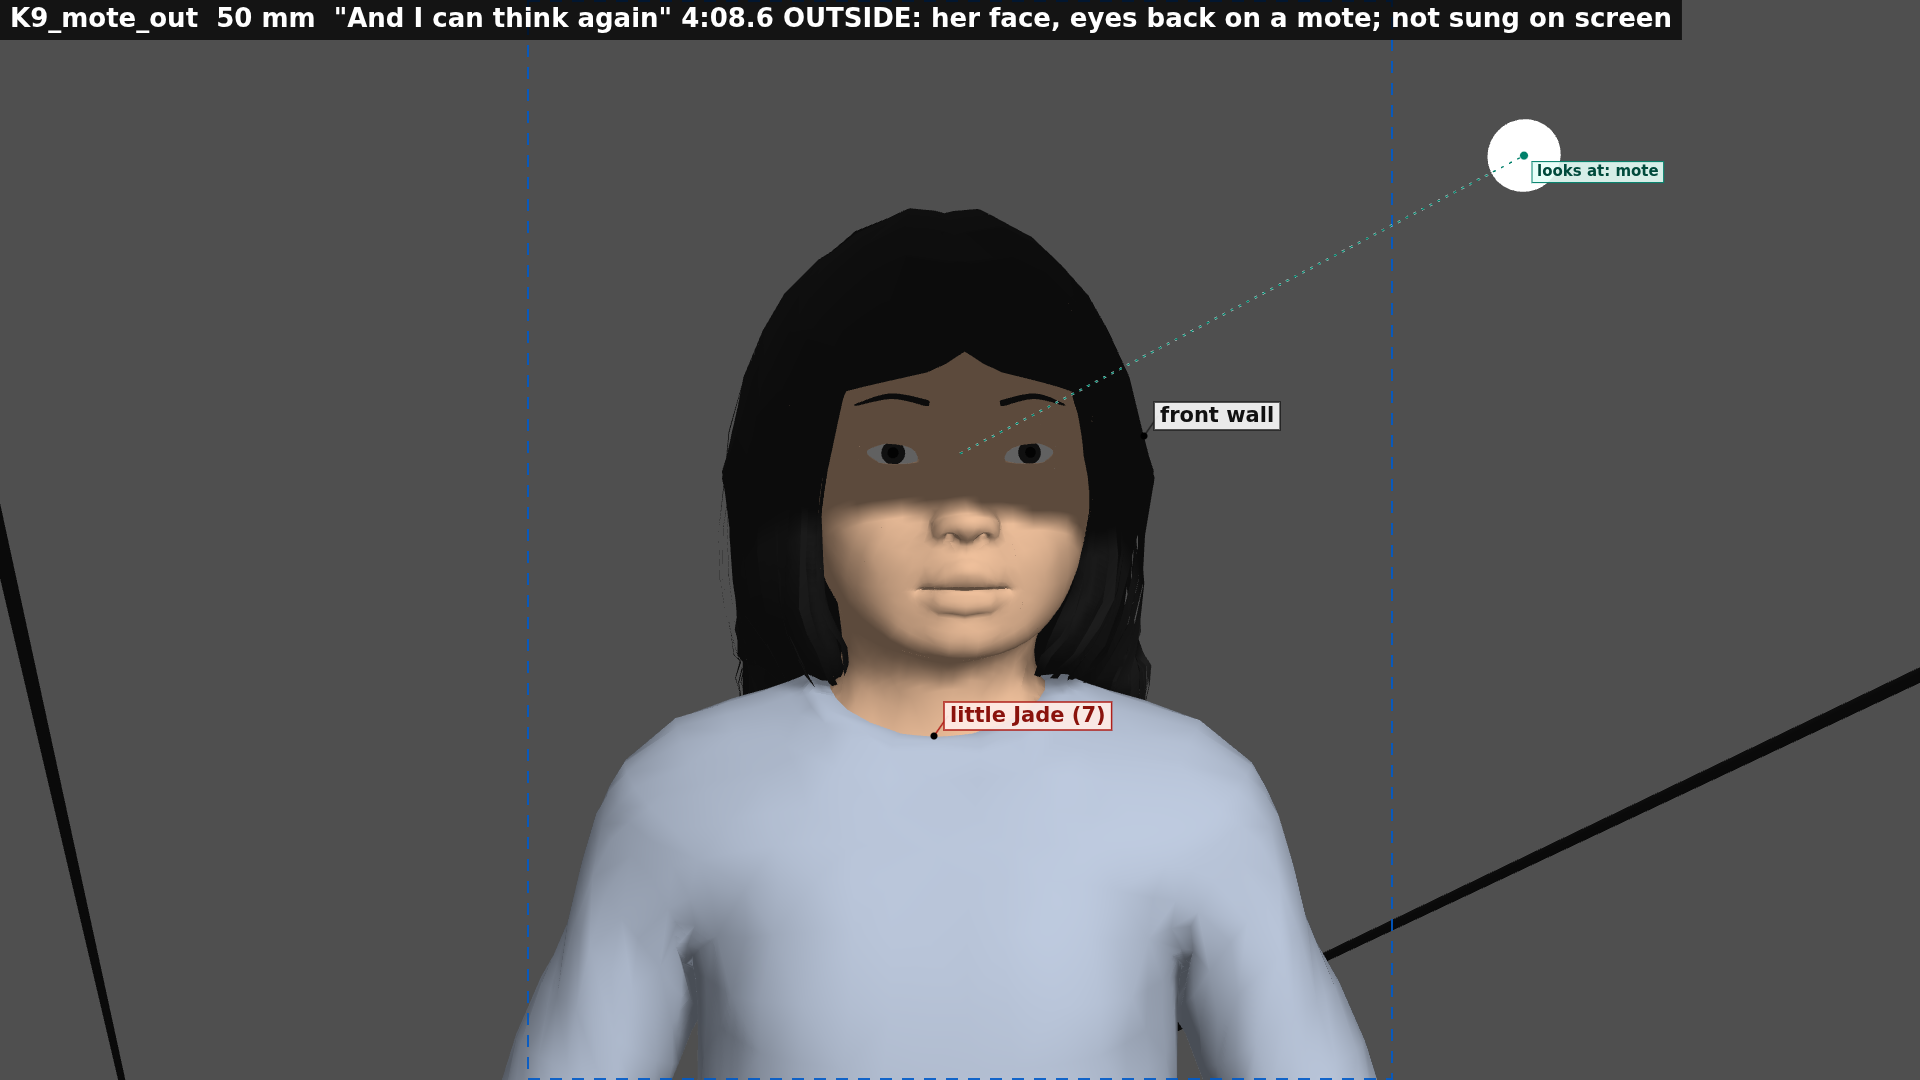 K9_mote_out 50 mm "And I can think again" 4:08.6 OUTSIDE: her face, eyes back on a mote; not sung on screen
looks at: mote
front wall
little Jade (7)